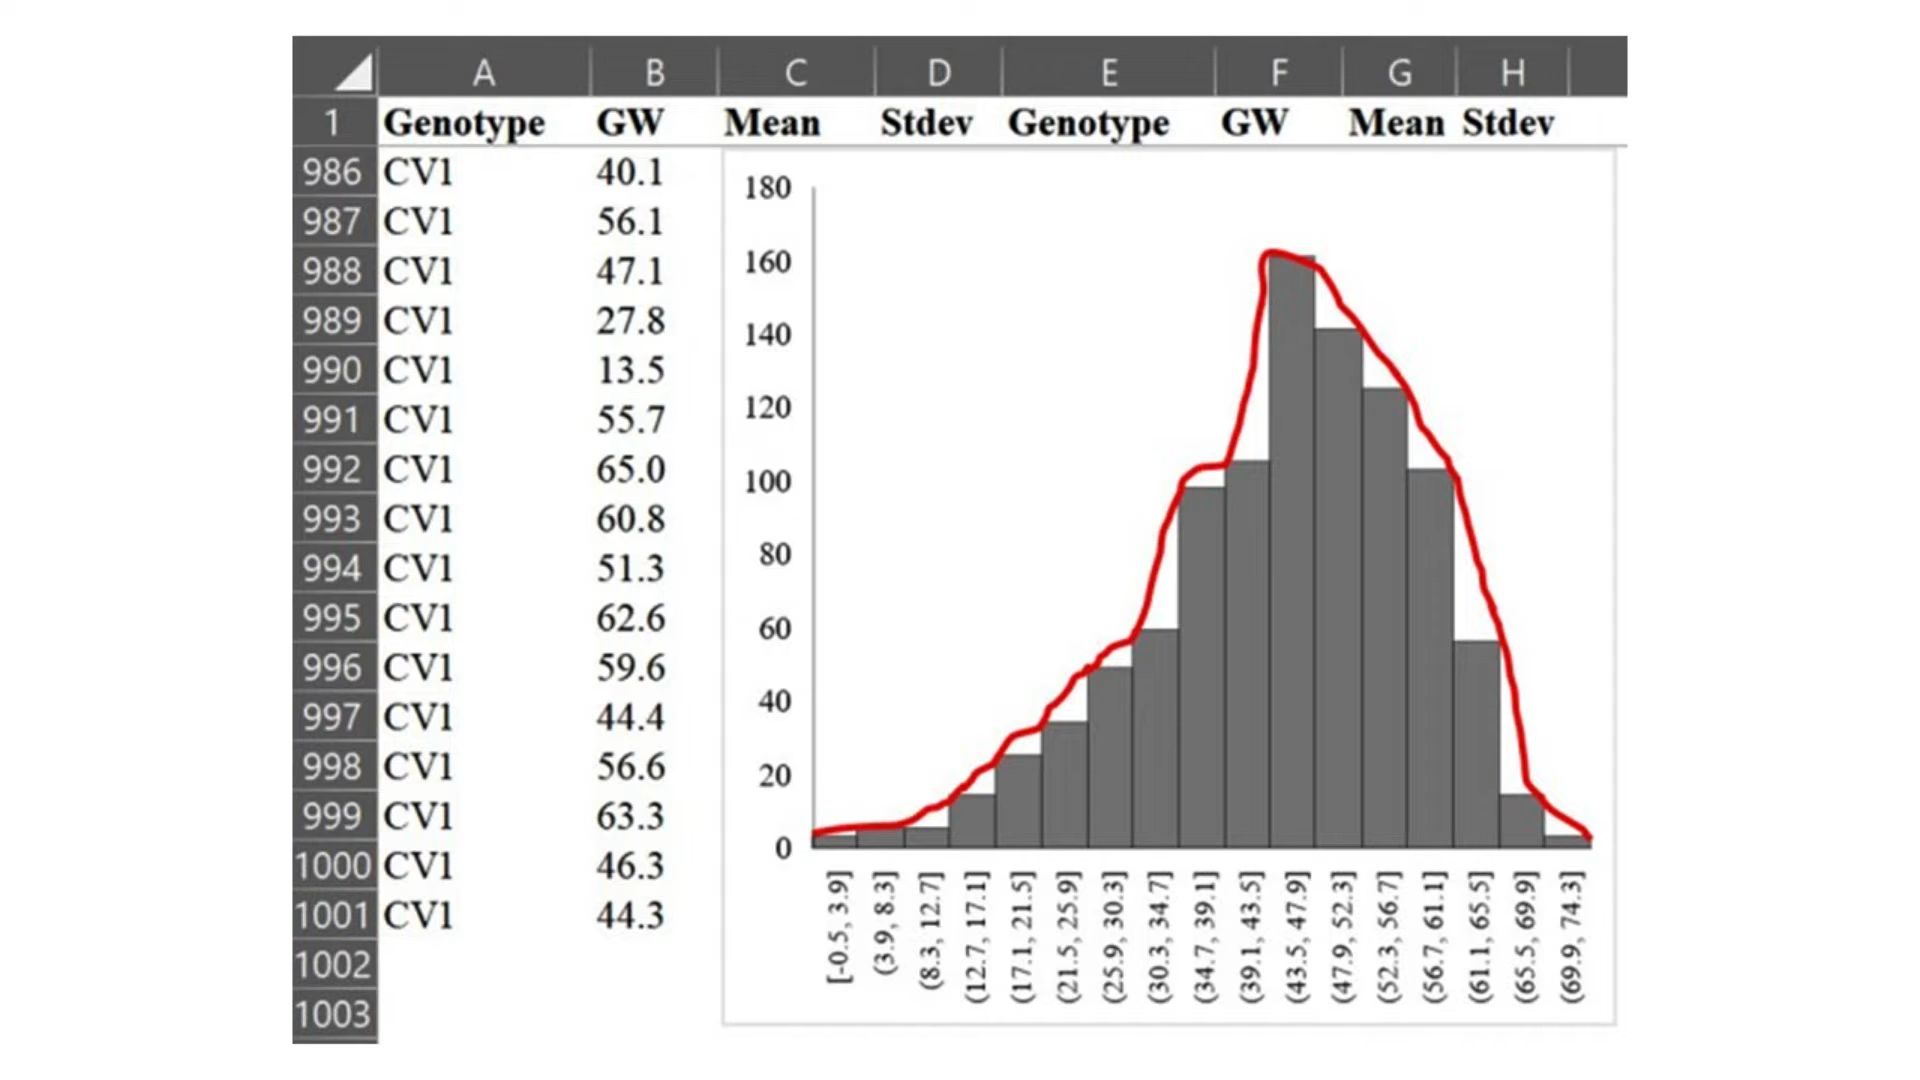 A B C D E F G H
1 Genotype GW Mean Stdev Genotype GW Mean Stdev
986 CV1 40.1
987 CV1 56.1
988 CV1 47.1
989 CV1 27.8
990 CV1 13.5
991 CV1 55.7
992 CV1 65.0
993 CV1 60.8
994 CV1 51.3
995 CV1 62.6
996 CV1 59.6
997 CV1 44.4
998 CV1 56.6
999 CV1 63.3
1000 CV1 46.3
1001 CV1 44.3
1002
1003
180
160
140
120
100
80
60
40
20
0
[-0.5, 3.9]
(3.9, 8.3]
(8.3, 12.7]
(12.7, 17.1]
(17.1, 21.5]
(21.5, 25.9]
(25.9, 30.3]
(30.3, 34.7]
(34.7, 39.1]
(39.1, 43.5]
(43.5, 47.9]
(47.9, 52.3]
(52.3, 56.7]
(56.7, 61.1]
(61.1, 65.5]
(65.5, 69.9]
(69.9, 74.3]